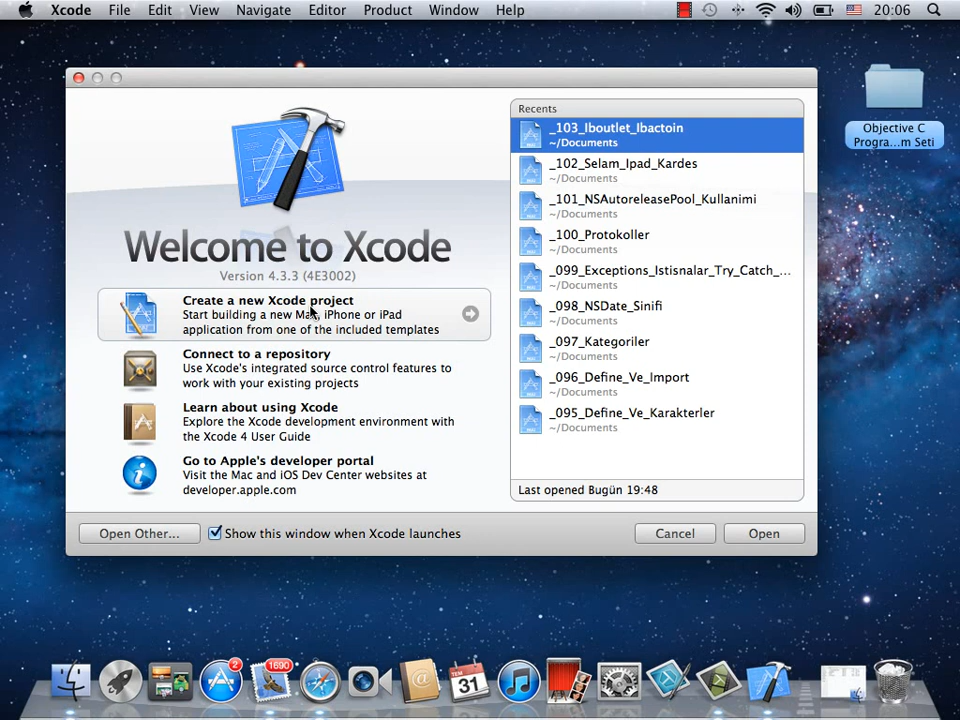 Xcode File Edit View Navigate Editor Product Window Help 20:06
Welcome to Xcode
Version 4.3.3 (4E3002)
Create a new Xcode project
Start building a new Mac, iPhone or iPad
application from one of the included templates
Connect to a repository
Use Xcode's integrated source control features to
work with your existing projects
Learn about using Xcode
Explore the Xcode development environment with
the Xcode 4 User Guide
Go to Apple's developer portal
Visit the Mac and iOS Dev Center websites at
developer.apple.com
Recents
_103_Iboutlet_Ibactoin
~/Documents
_102_Selam_Ipad_Kardes
~/Documents
_101_NSAutoreleasePool_Kullanimi
~/Documents
_100_Protokoller
~/Documents
_099_Exceptions_Istisnalar_Try_Catch_...
~/Documents
_098_NSDate_Sinifi
~/Documents
_097_Kategoriler
~/Documents
_096_Define_Ve_Import
~/Documents
_095_Define_Ve_Karakterler
~/Documents
Last opened Bugün 19:48
Open Other... Show this window when Xcode launches Cancel Open
Objective C
Progra...m Seti
2
1690
TEM
31